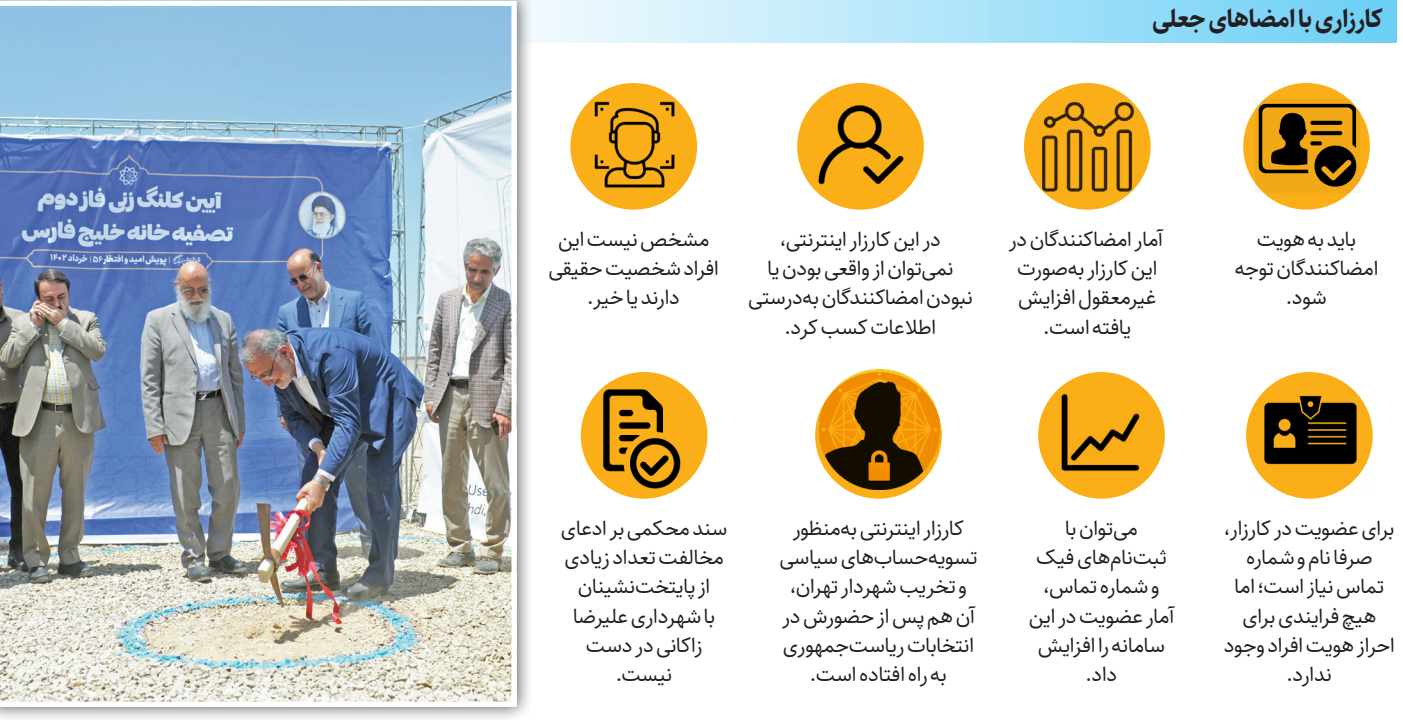 کارزاری با امضاهای جعلی
باید به هویت
امضاکنندگان توجه
شود.
آمار امضاکنندگان در
این کارزار به‌صورت
غیرمعقول افزایش
یافته است.
در این کارزار اینترنتی،
نمی‌توان از واقعی بودن یا
نبودن امضاکنندگان به‌درستی
اطلاعات کسب کرد.
مشخص نیست این
افراد شخصیت حقیقی
دارند یا خیر.
برای عضویت در کارزار،
صرفا نام و شماره
تماس نیاز است؛ اما
هیچ فرایندی برای
احراز هویت افراد وجود
ندارد.
می‌توان با
ثبت‌نام‌های فیک
و شماره تماس،
آمار عضویت در این
سامانه را افزایش
داد.
کارزار اینترنتی به‌منظور
تسویه‌حساب‌های سیاسی
و تخریب شهردار تهران،
آن هم پس از حضورش در
انتخابات ریاست‌جمهوری
به راه افتاده است.
سند محکمی بر ادعای
مخالفت تعداد زیادی
از پایتخت‌نشینان
با شهرداری علیرضا
زاکانی در دست
نیست.
آیین کلنگ زنی فاز دوم
تصفیه خانه خلیج فارس
پویش امید و افتخار ۵۶ | خرداد ۱۴۰۲